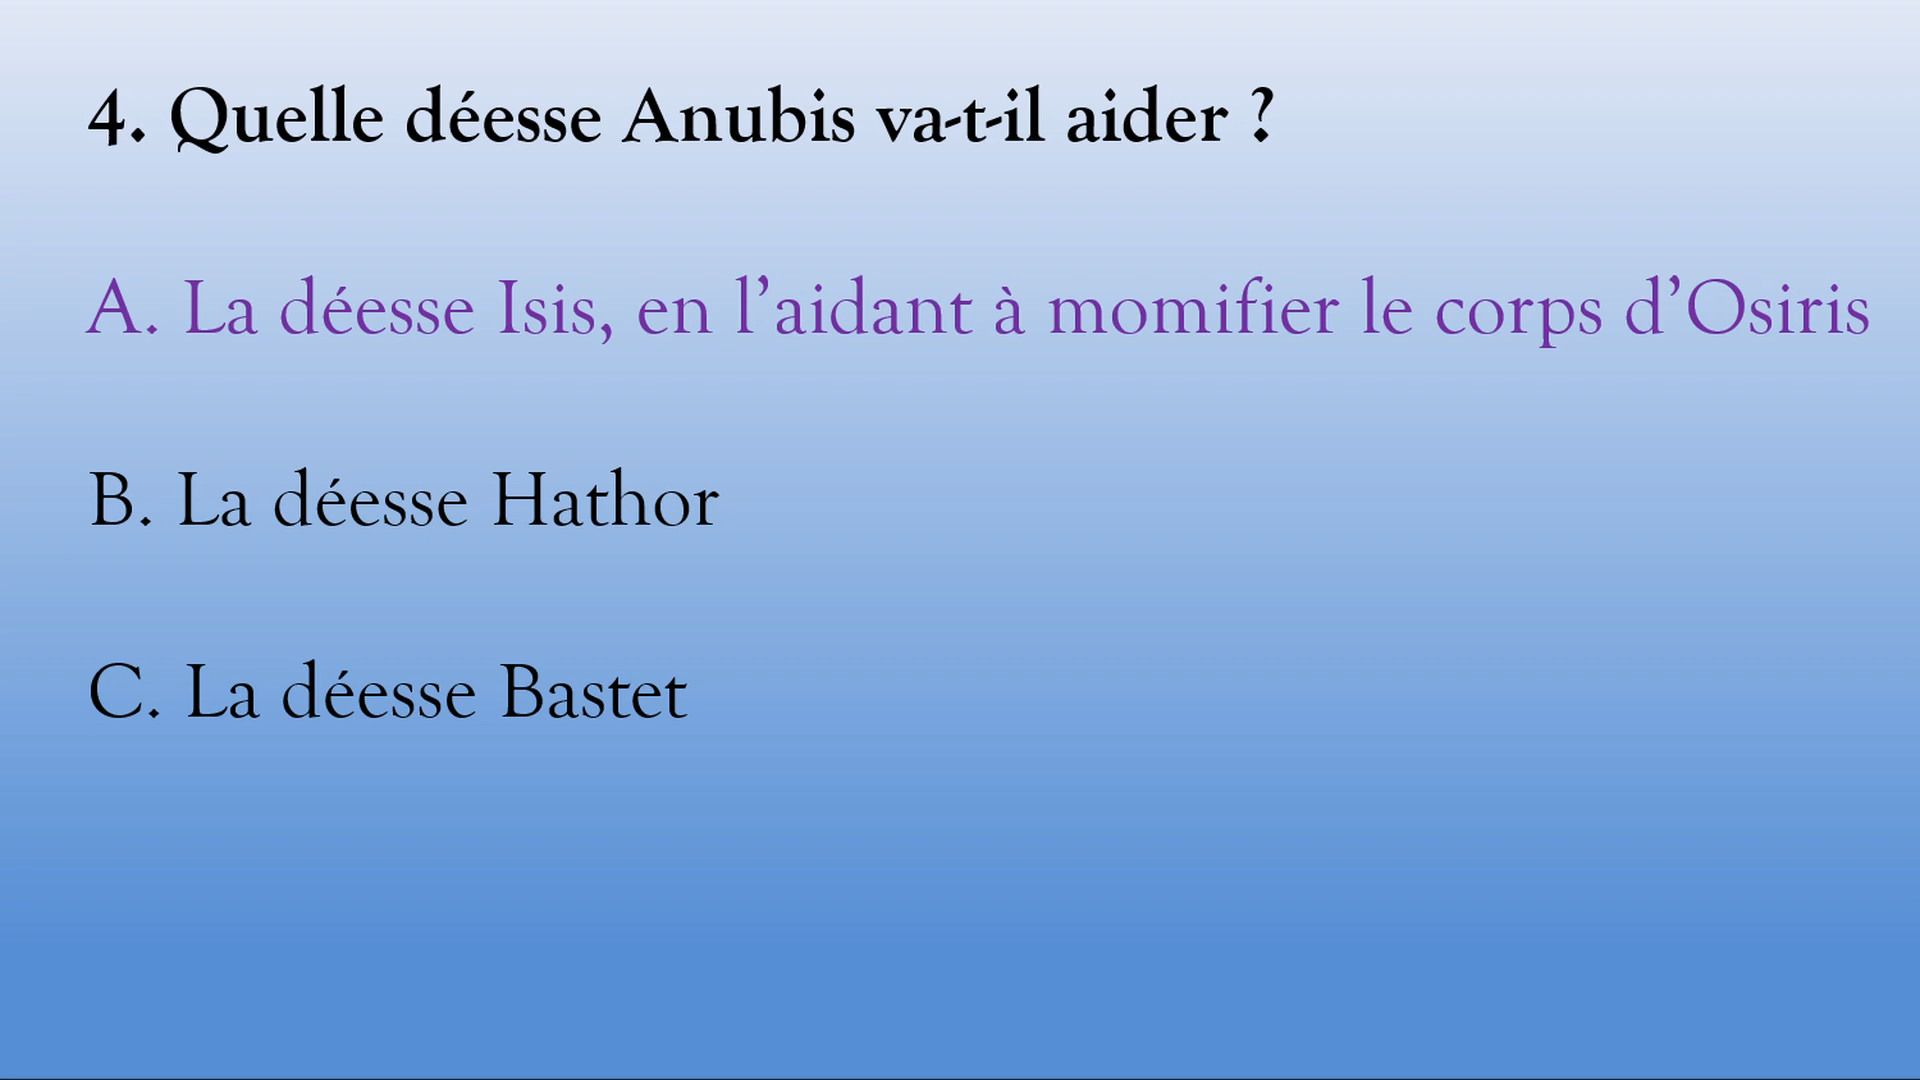 4. Quelle déesse Anubis va-t-il aider ?
A. La déesse Isis, en l’aidant à momifier le corps d’Osiris
B. La déesse Hathor
C. La déesse Bastet